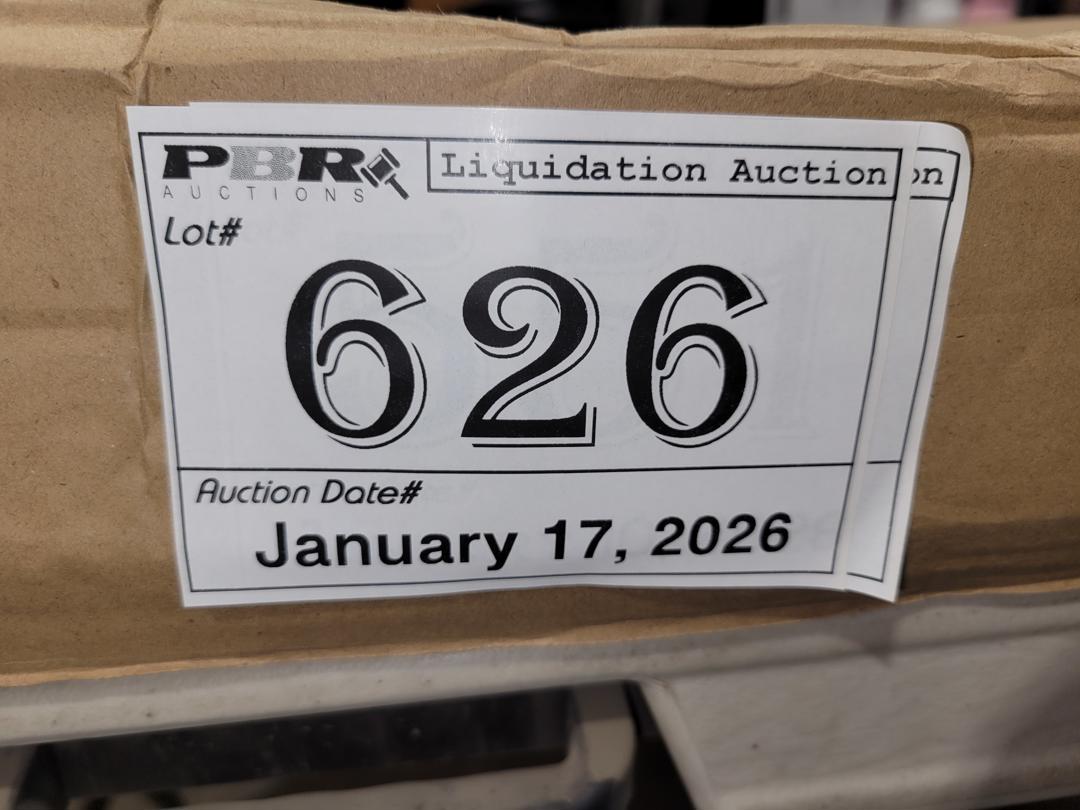 PBR
AUCTIONS
Liquidation Auction
on
Lot#
626
Auction Date#
January 17, 2026